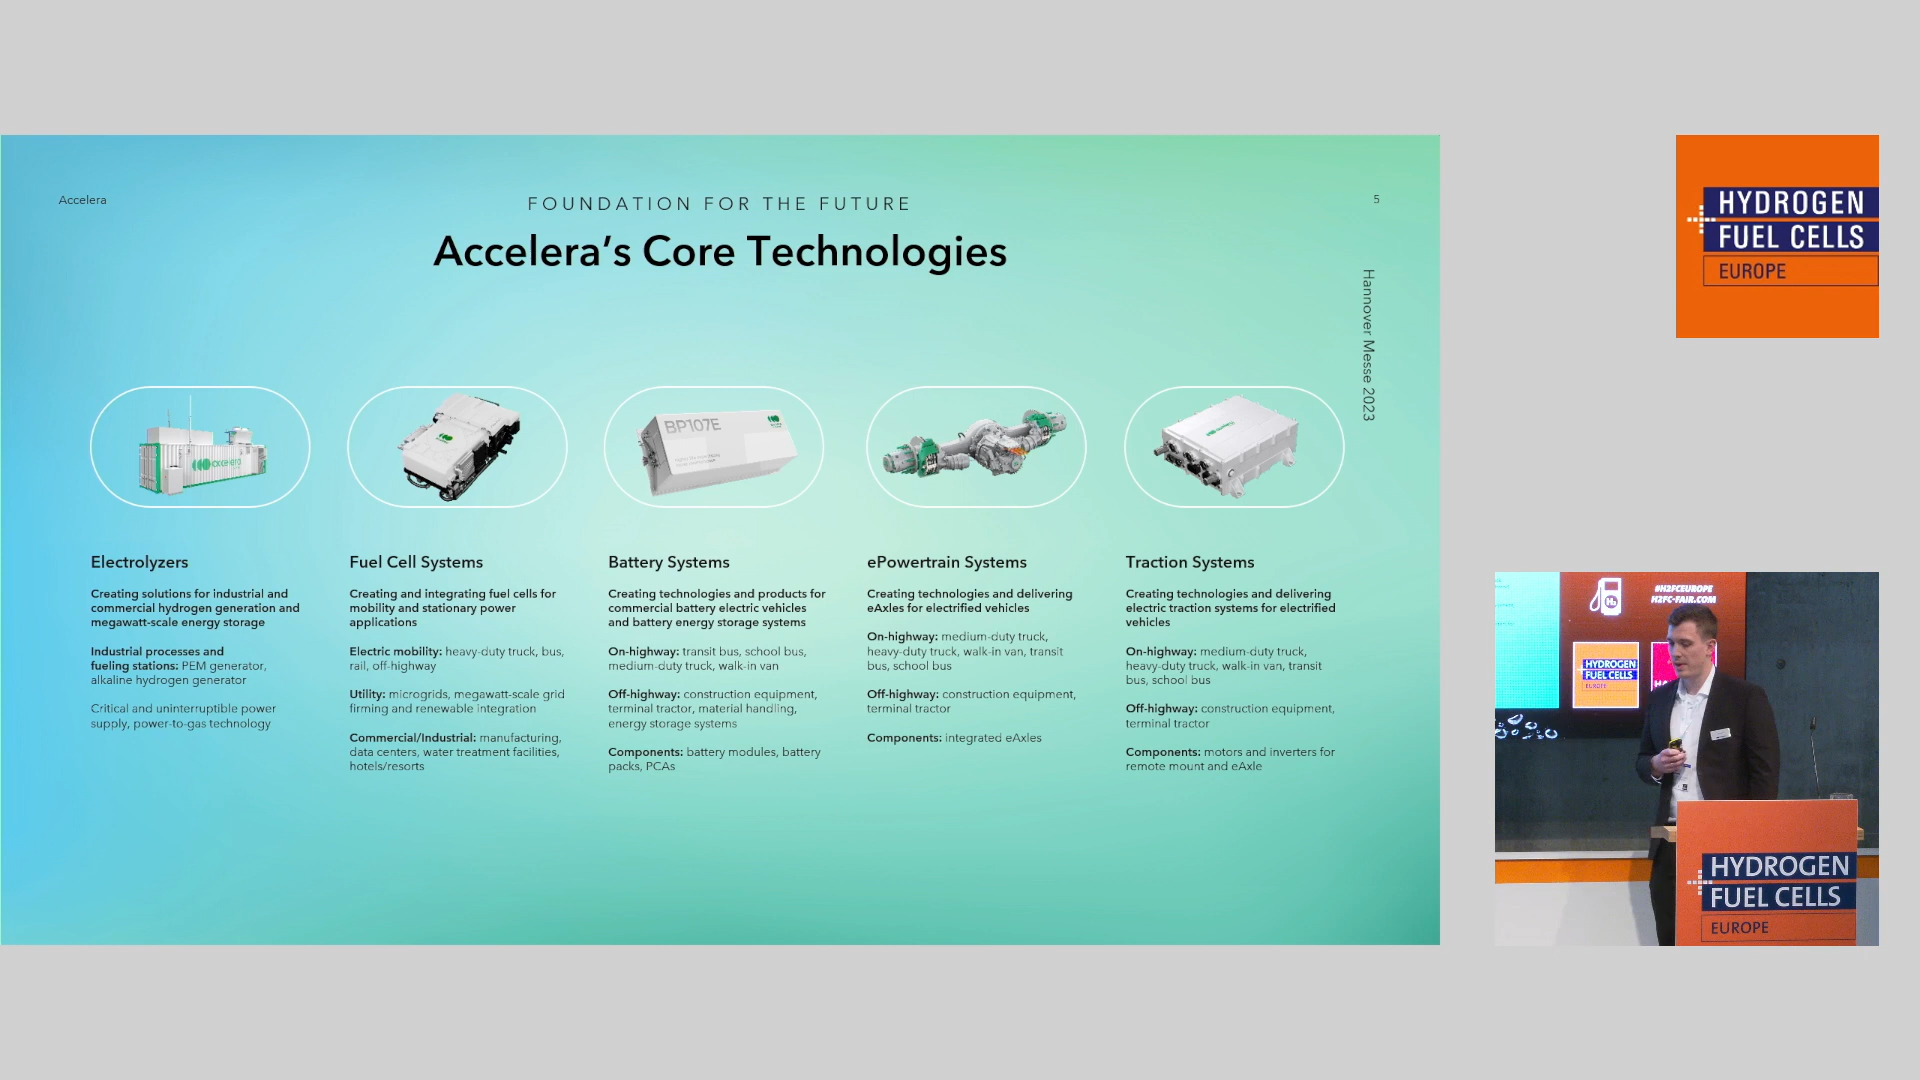 Accelera
FOUNDATION FOR THE FUTURE
5
Accelera’s Core Technologies
Hannover Messe 2023
BP107E
accelera
Electrolyzers
Creating solutions for industrial and
commercial hydrogen generation and
megawatt-scale energy storage
Industrial processes and
fueling stations: PEM generator,
alkaline hydrogen generator
Critical and uninterruptible power
supply, power-to-gas technology
Fuel Cell Systems
Creating and integrating fuel cells for
mobility and stationary power
applications
Electric mobility: heavy-duty truck, bus,
rail, off-highway
Utility: microgrids, megawatt-scale grid
firming and renewable integration
Commercial/Industrial: manufacturing,
data centers, water treatment facilities,
hotels/resorts
Battery Systems
Creating technologies and products for
commercial battery electric vehicles
and battery energy storage systems
On-highway: transit bus, school bus,
medium-duty truck, walk-in van
Off-highway: construction equipment,
terminal tractor, material handling,
energy storage systems
Components: battery modules, battery
packs, PCAs
ePowertrain Systems
Creating technologies and delivering
eAxles for electrified vehicles
On-highway: medium-duty truck,
heavy-duty truck, walk-in van, transit
bus, school bus
Off-highway: construction equipment,
terminal tractor
Components: integrated eAxles
Traction Systems
Creating technologies and delivering
electric traction systems for electrified
vehicles
On-highway: medium-duty truck,
heavy-duty truck, walk-in van, transit
bus, school bus
Off-highway: construction equipment,
terminal tractor
Components: motors and inverters for
remote mount and eAxle
HYDROGEN
FUEL CELLS
EUROPE
H2
#H2FCEUROPE
H2FC-FAIR.COM
HYDROGEN
FUEL CELLS
EUROPE
HYDROGEN
FUEL CELLS
EUROPE